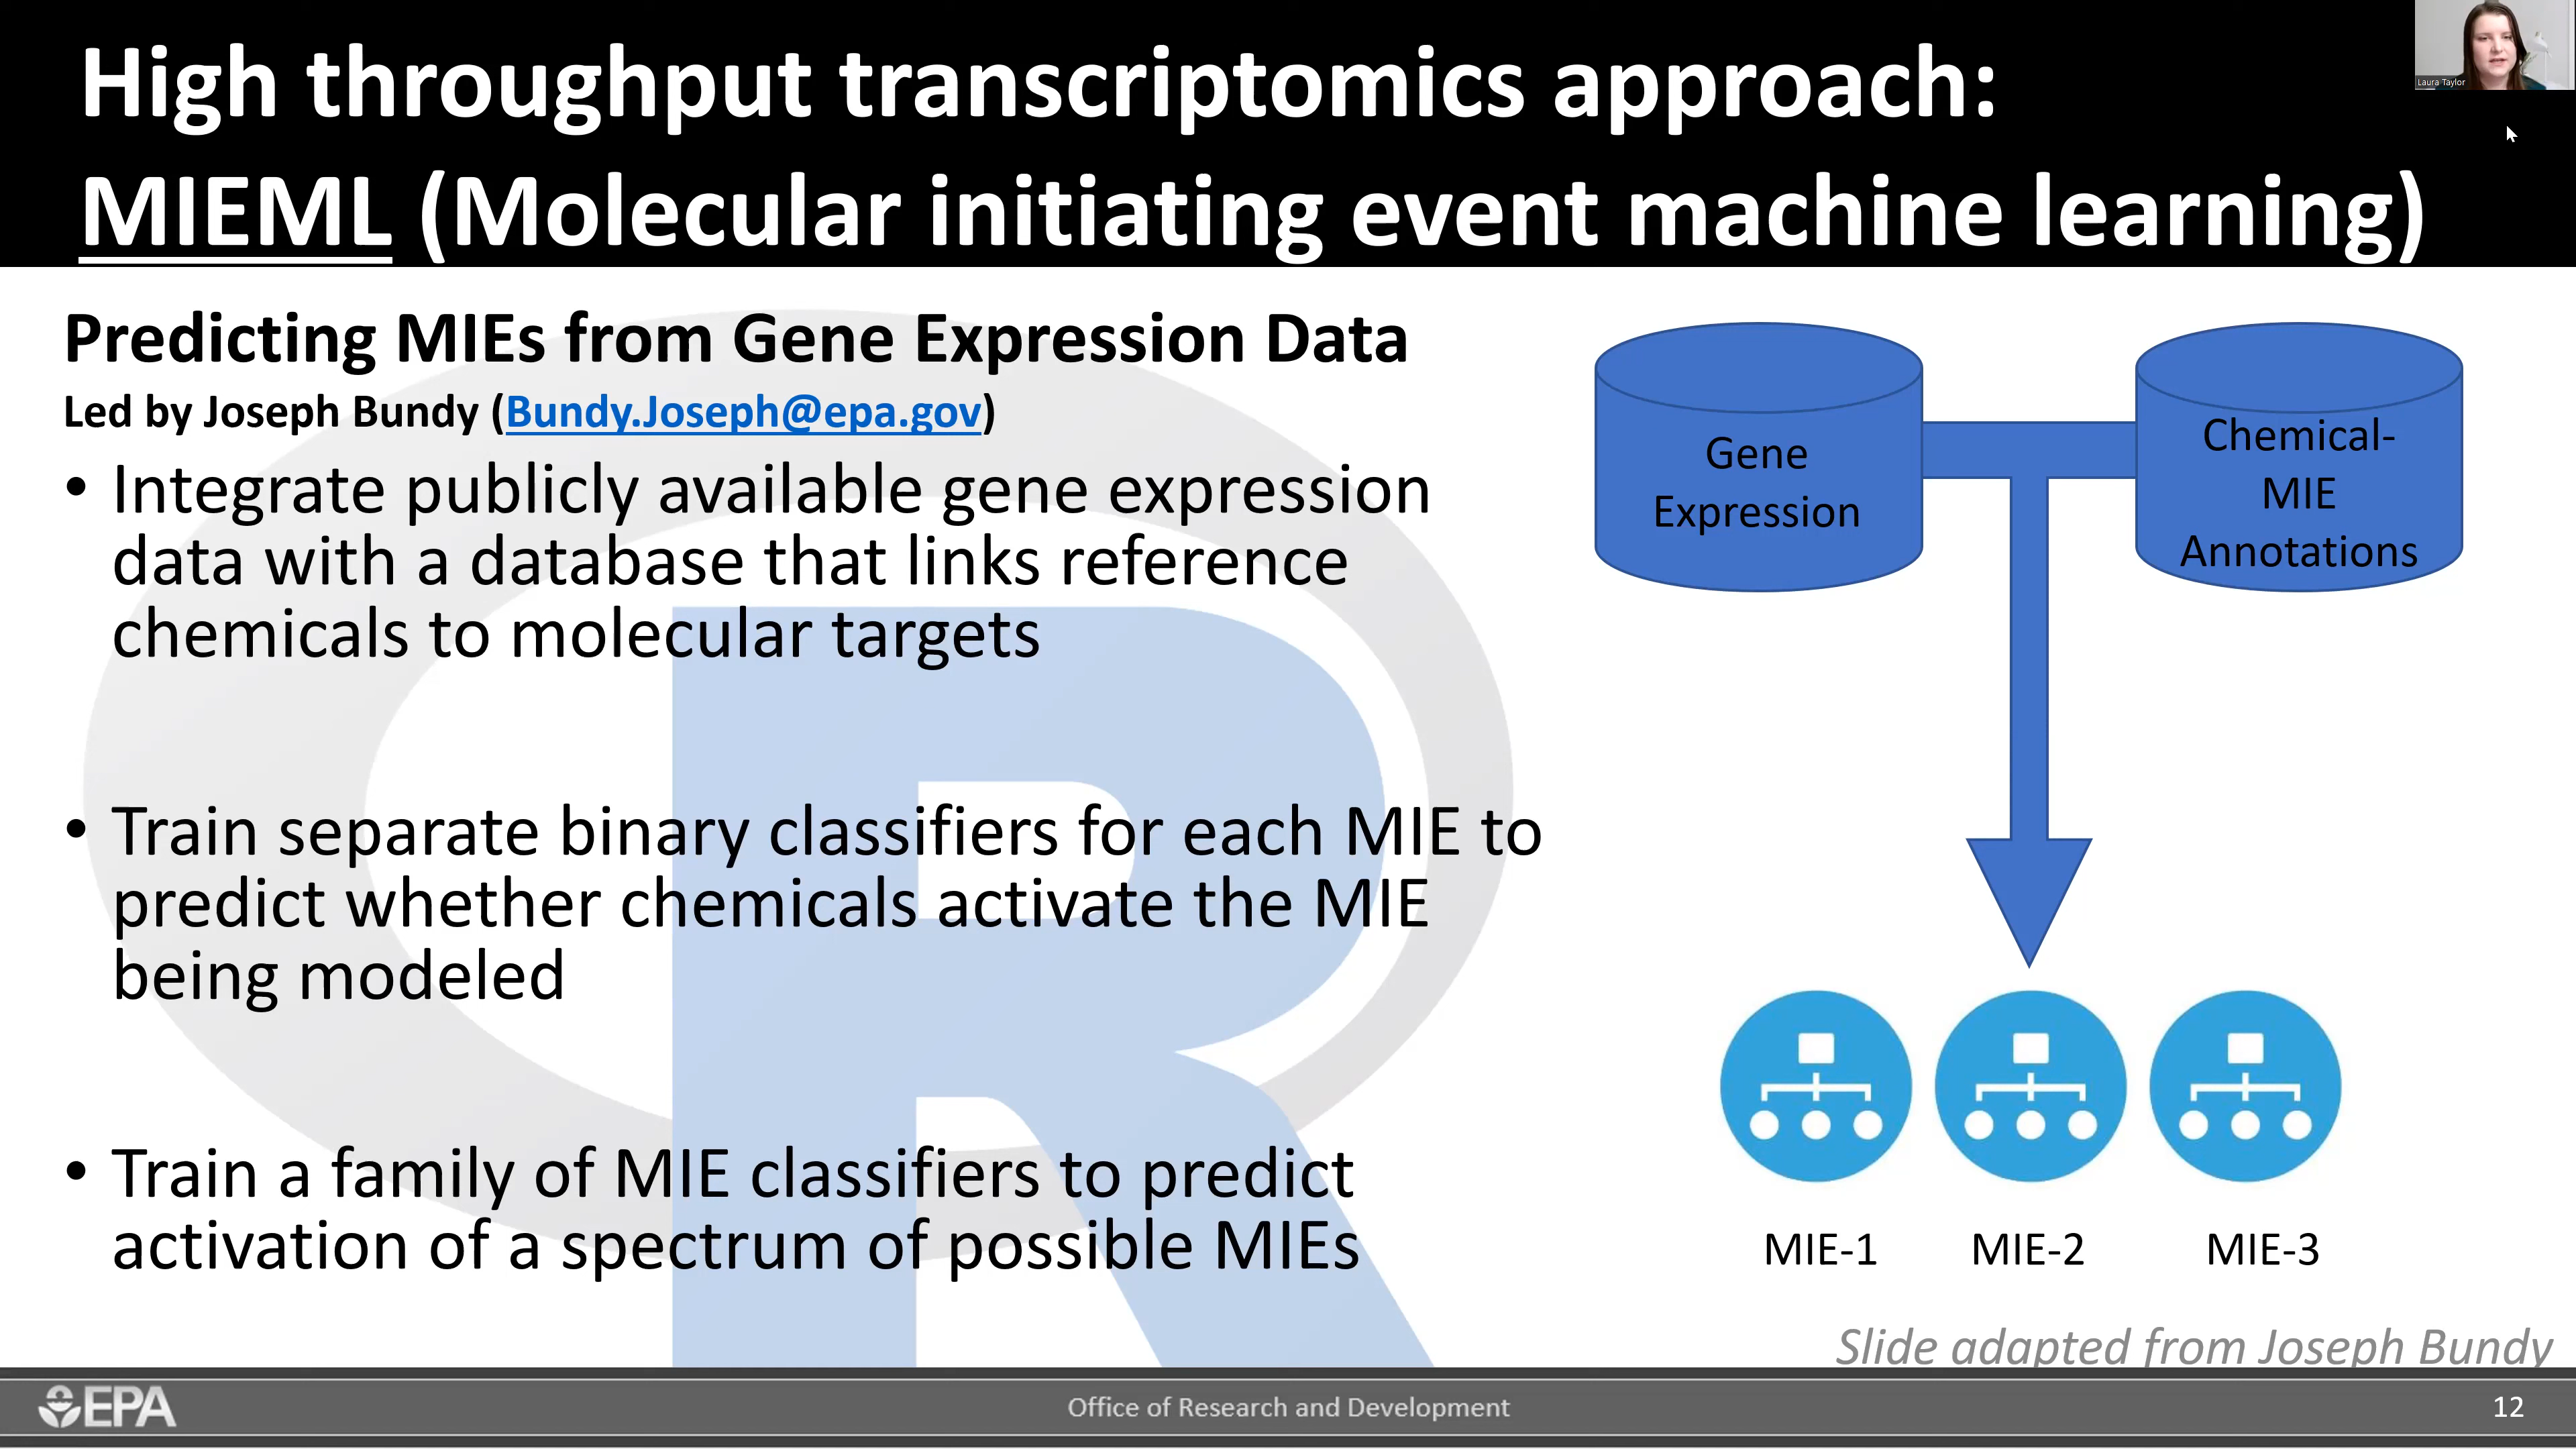 High throughput transcriptomics approach:
MIEML (Molecular initiating event machine learning)
Laura Taylor
Predicting MIEs from Gene Expression Data
Led by Joseph Bundy (Bundy.Joseph@epa.gov)
• Integrate publicly available gene expression
data with a database that links reference
chemicals to molecular targets
• Train separate binary classifiers for each MIE to
predict whether chemicals activate the MIE
being modeled
• Train a family of MIE classifiers to predict
activation of a spectrum of possible MIEs
Gene
Expression
Chemical-
MIE
Annotations
MIE-1 MIE-2 MIE-3
Slide adapted from Joseph Bundy
EPA
Office of Research and Development
12
R